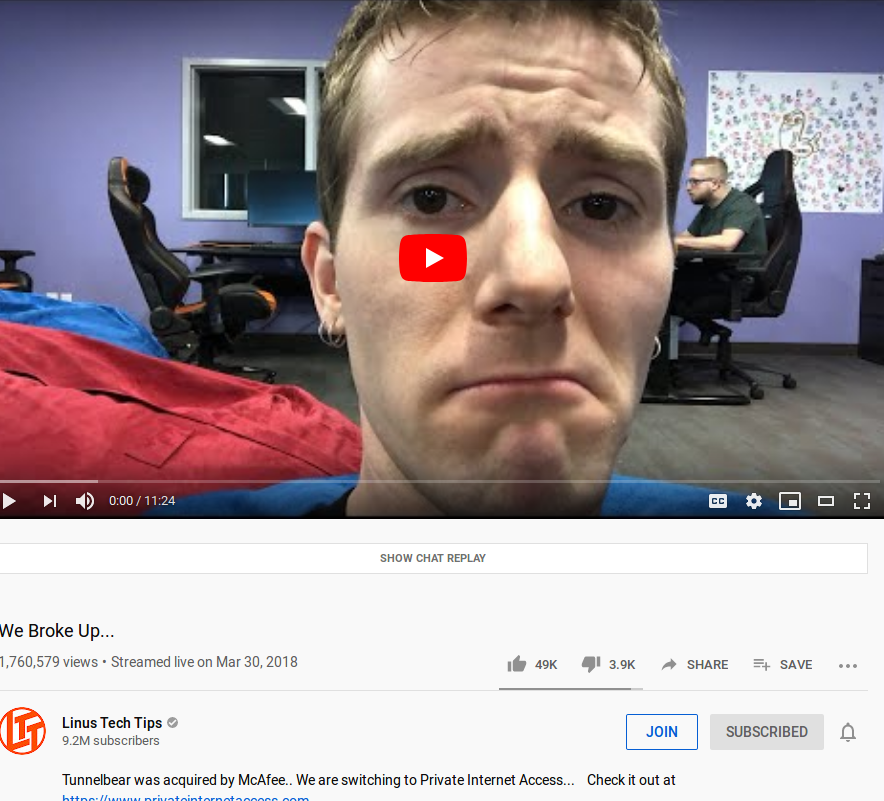 0:00 / 11:24
CC
SHOW CHAT REPLAY
We Broke Up...
1,760,579 views • Streamed live on Mar 30, 2018
49K 3.9K SHARE SAVE
LTT
Linus Tech Tips
9.2M subscribers
JOIN SUBSCRIBED
Tunnelbear was acquired by McAfee.. We are switching to Private Internet Access... Check it out at
https://www.privateinternetaccess.com